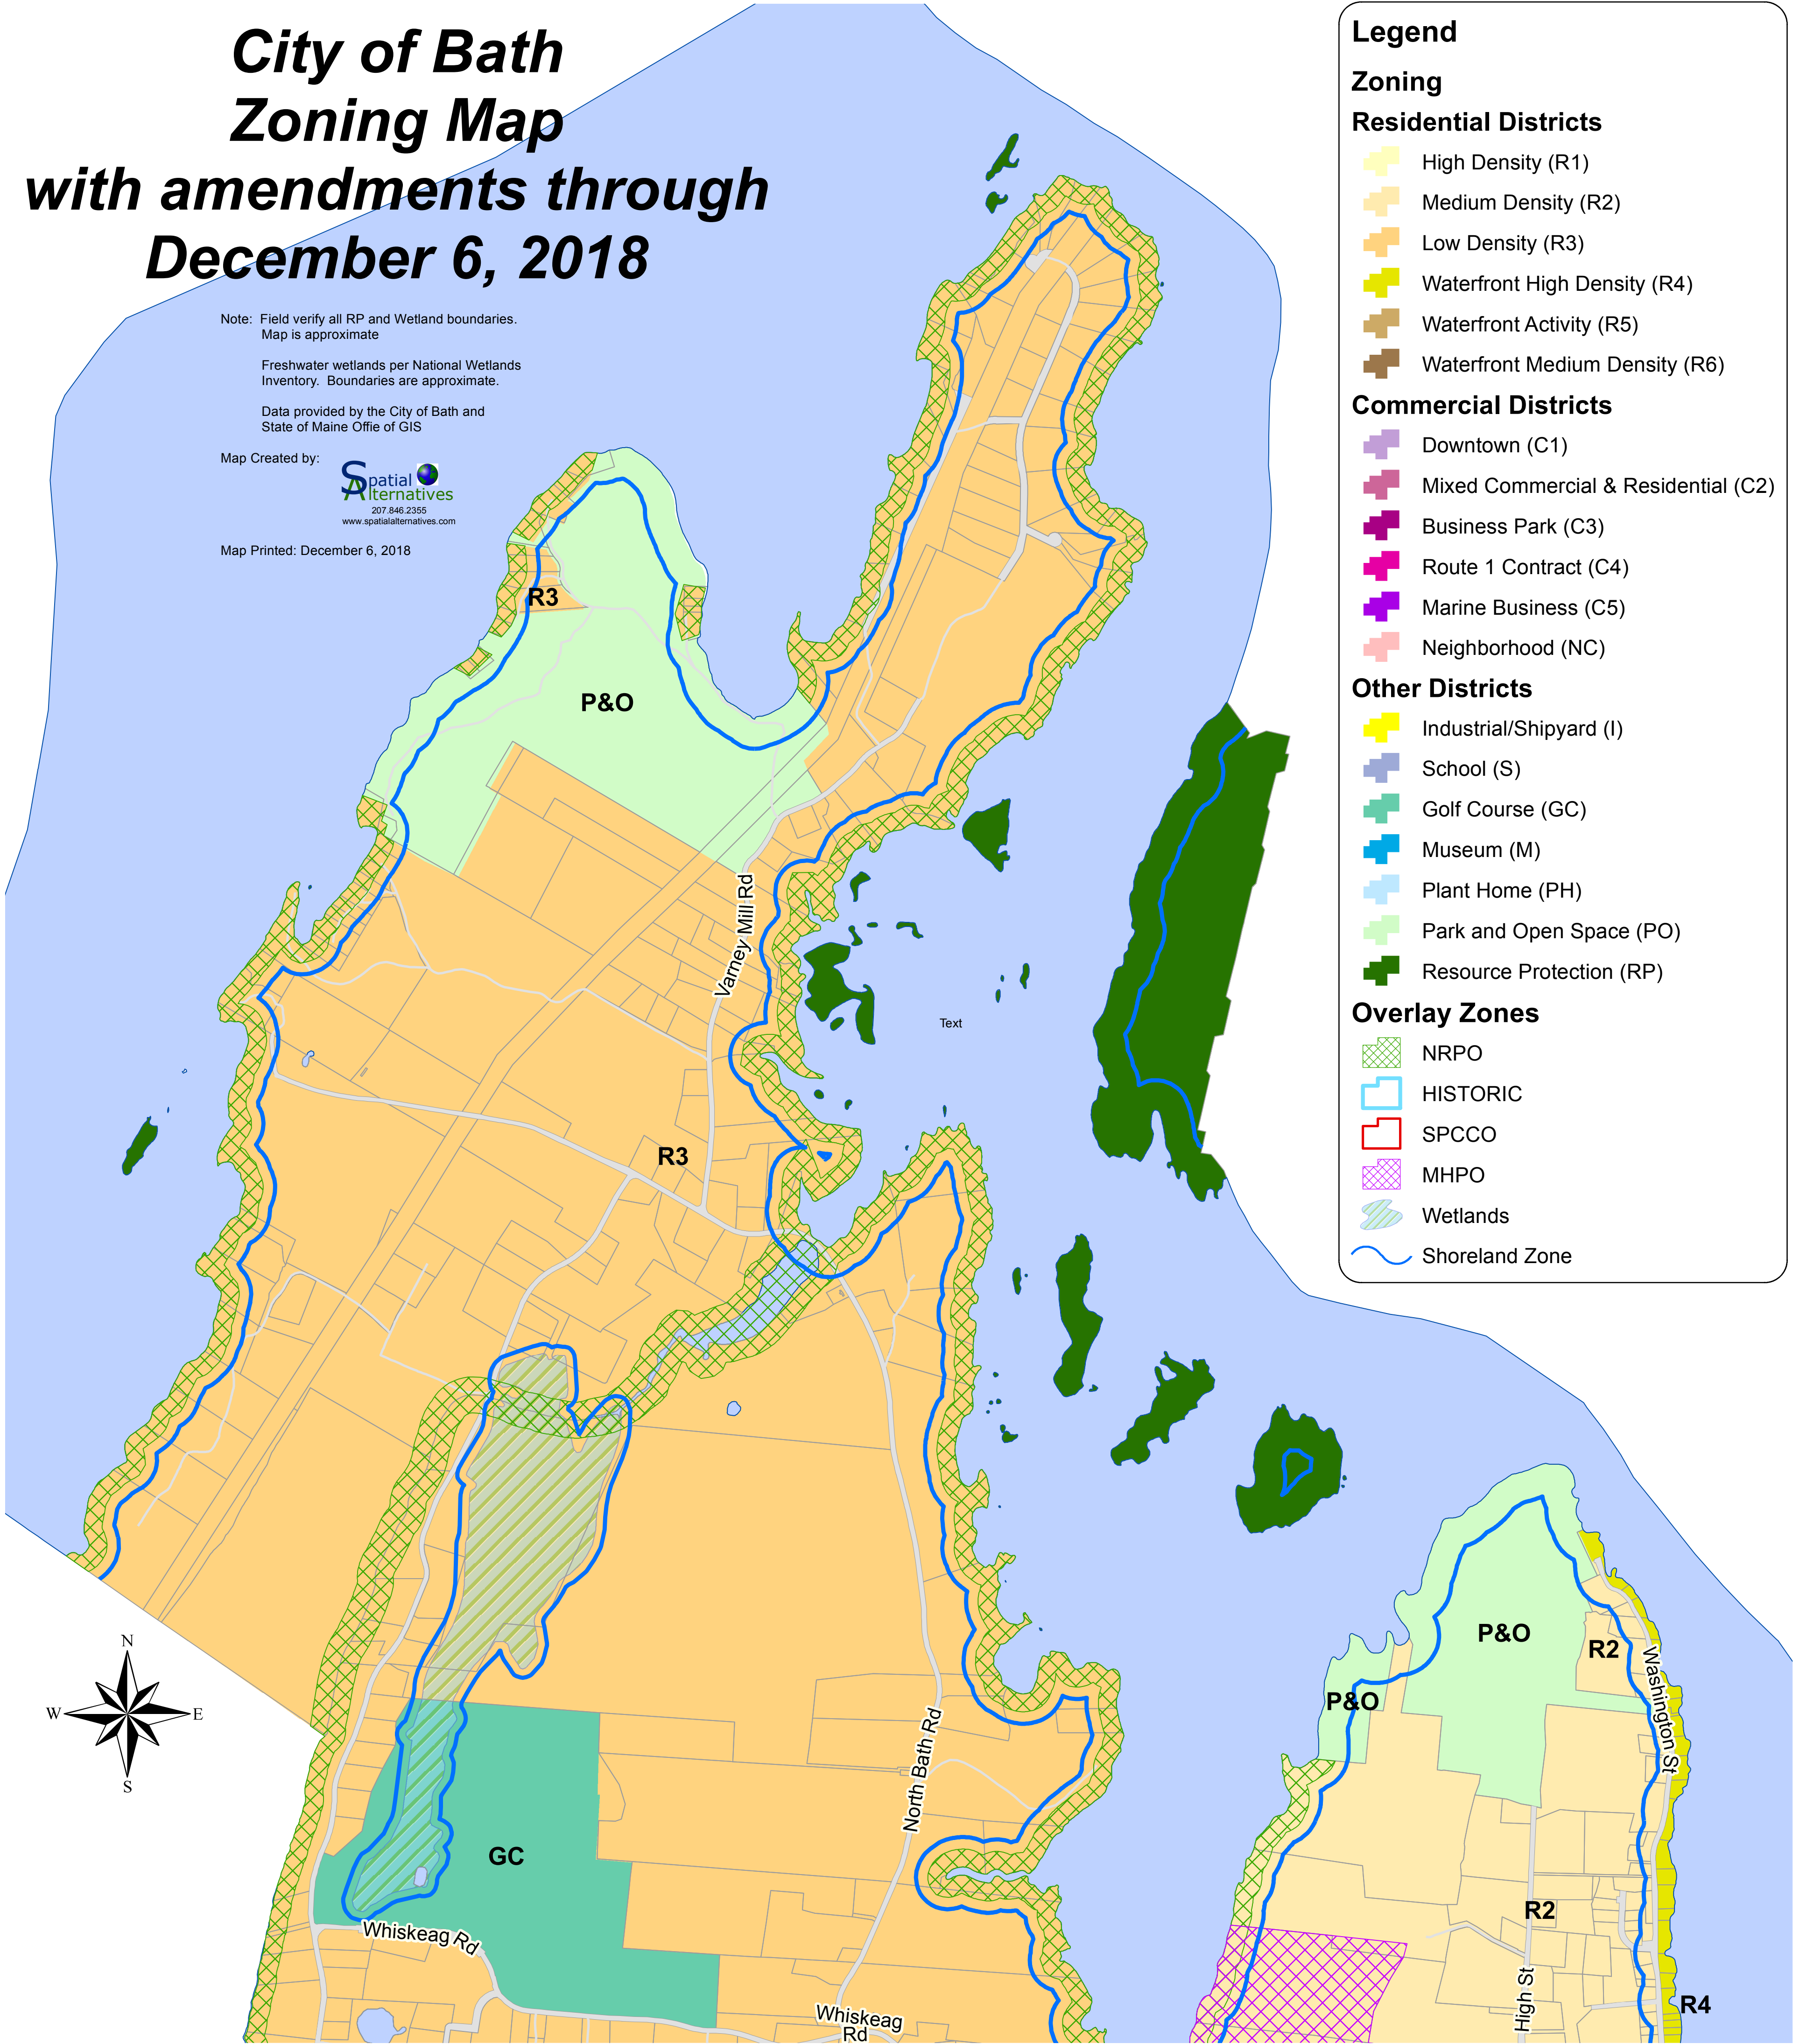 City of Bath
Zoning Map
with amendments through
December 6, 2018
Note: Field verify all RP and Wetland boundaries.
Map is approximate
Freshwater wetlands per National Wetlands
Inventory. Boundaries are approximate.
Data provided by the City of Bath and
State of Maine Offie of GIS
Map Created by:
Spatial
Alternatives
207.846.2355
www.spatialalternatives.com
Map Printed: December 6, 2018
Legend
Zoning
Residential Districts
High Density (R1)
Medium Density (R2)
Low Density (R3)
Waterfront High Density (R4)
Waterfront Activity (R5)
Waterfront Medium Density (R6)
Commercial Districts
Downtown (C1)
Mixed Commercial & Residential (C2)
Business Park (C3)
Route 1 Contract (C4)
Marine Business (C5)
Neighborhood (NC)
Other Districts
Industrial/Shipyard (I)
School (S)
Golf Course (GC)
Museum (M)
Plant Home (PH)
Park and Open Space (PO)
Resource Protection (RP)
Overlay Zones
NRPO
HISTORIC
SPCCO
MHPO
Wetlands
Shoreland Zone
R3
P&O
Varney Mill Rd
Text
R3
P&O
R2
P&O
Washington St
North Bath Rd
GC
R2
Whiskeag Rd
High St
R4
Whiskeag
Rd
N
W
E
S